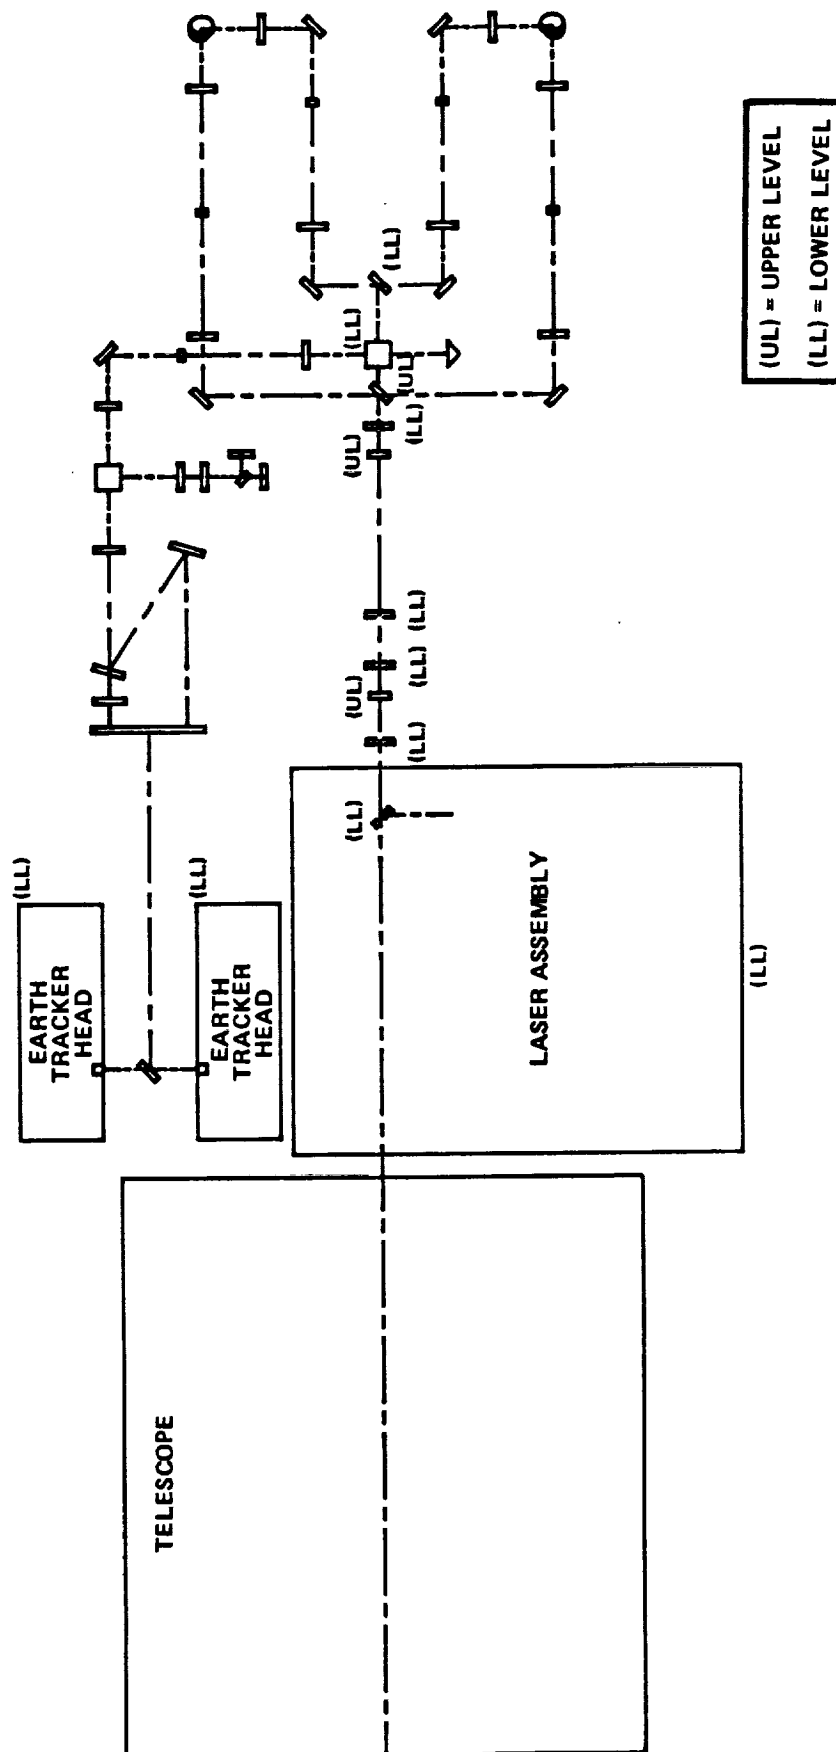 (UL) = UPPER LEVEL
(LL) = LOWER LEVEL
(LL)
(LL)
(UL)
(LL)
(UL)
(LL)
(LL)
(UL)
(LL)
(LL)
(LL)
EARTH
TRACKER
HEAD
(LL)
EARTH
TRACKER
HEAD
LASER ASSEMBLY
(LL)
(LL)
TELESCOPE